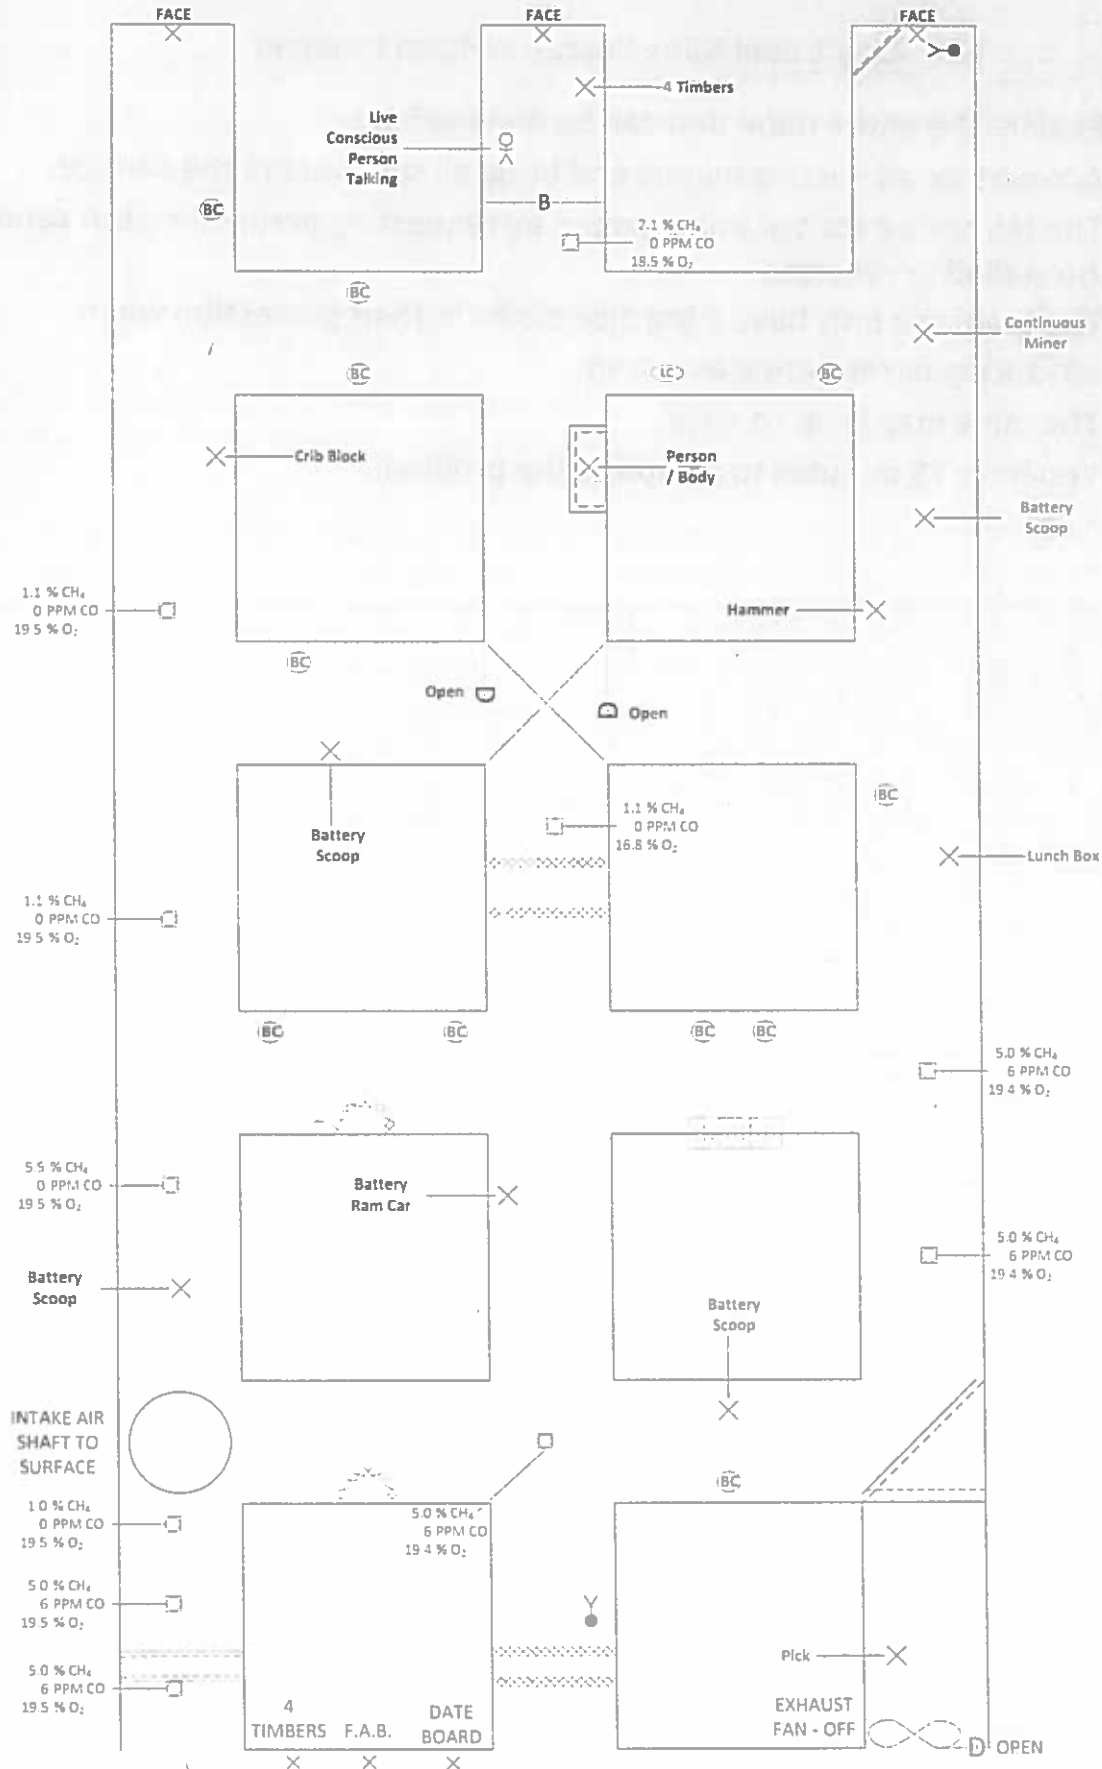 FACE
FACE
FACE
4 Timbers
Live
Conscious
Person
Talking
BC
B
2.1 % CH₄
0 PPM CO
18.5 % O₂
BC
Continuous
Miner
BC
LC
BC
Crib Block
Person
/ Body
Battery
Scoop
1.1 % CH₄
0 PPM CO
19.5 % O₂
Hammer
BC
Open
Open
BC
Battery
Scoop
1.1 % CH₄
0 PPM CO
16.8 % O₂
Lunch Box
1.1 % CH₄
0 PPM CO
19.5 % O₂
BC
BC
BC
BC
5.0 % CH₄
6 PPM CO
19.4 % O₂
5.5 % CH₄
0 PPM CO
19.5 % O₂
Battery
Ram Car
5.0 % CH₄
6 PPM CO
19.4 % O₂
Battery
Scoop
Battery
Scoop
INTAKE AIR
SHAFT TO
SURFACE
BC
1.0 % CH₄
0 PPM CO
19.5 % O₂
5.0 % CH₄
6 PPM CO
19.4 % O₂
5.0 % CH₄
6 PPM CO
19.5 % O₂
Pick
5.0 % CH₄
6 PPM CO
19.5 % O₂
4
TIMBERS
F.A.B.
DATE
BOARD
EXHAUST
FAN - OFF
D OPEN